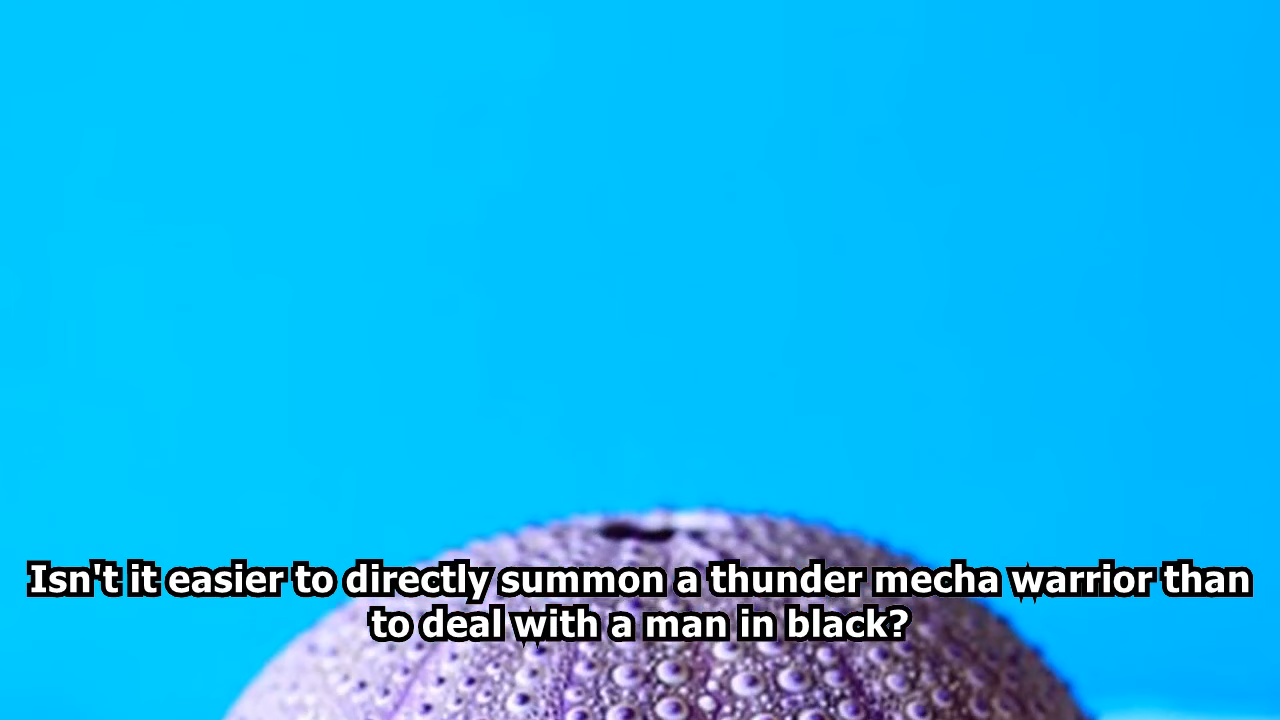 Isn't it easier to directly summon a thunder mecha warrior than
to deal with a man in black?